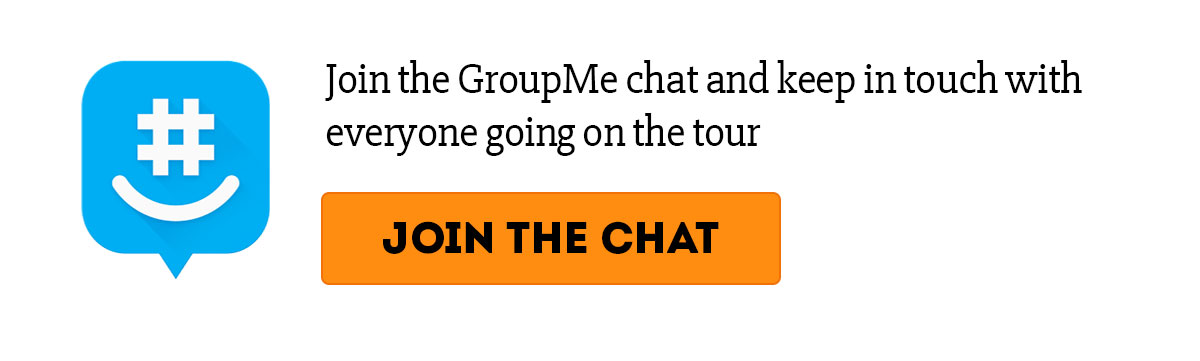 Join the GroupMe chat and keep in touch with
everyone going on the tour
JOIN THE CHAT